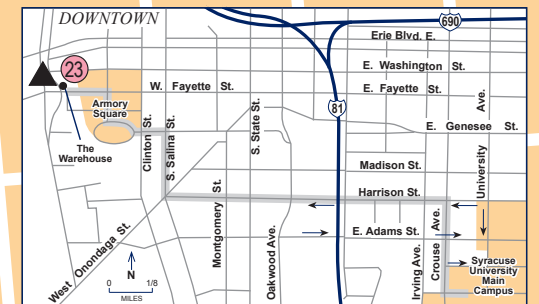 DOWNTOWN
690
Erie Blvd. E.
23
E. Washington St.
W. Fayette St.
E. Fayette St.
Armory
Square
81
Ave.
E. Genesee St.
The
Warehouse
Clinton St.
S. Salina St.
S. State St.
Madison St.
University
Harrison St.
Montgomery St.
E. Adams St.
Crouse Ave.
Irving Ave.
Oakwood Ave.
West Onondaga St.
N
0 1/8
MILES
Syracuse
University
Main
Campus